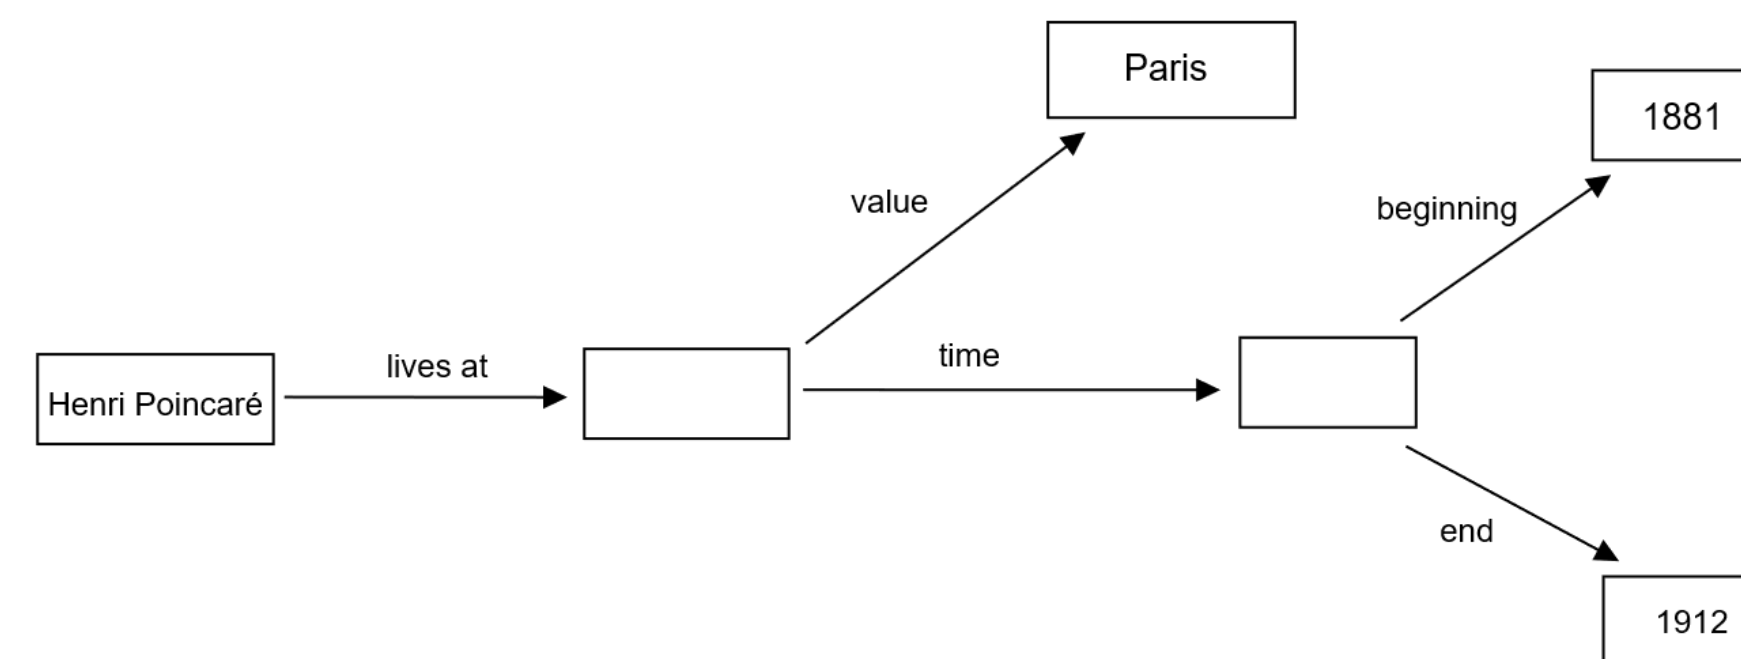 Paris
1881
value
beginning
lives at
time
Henri Poincaré
end
1912